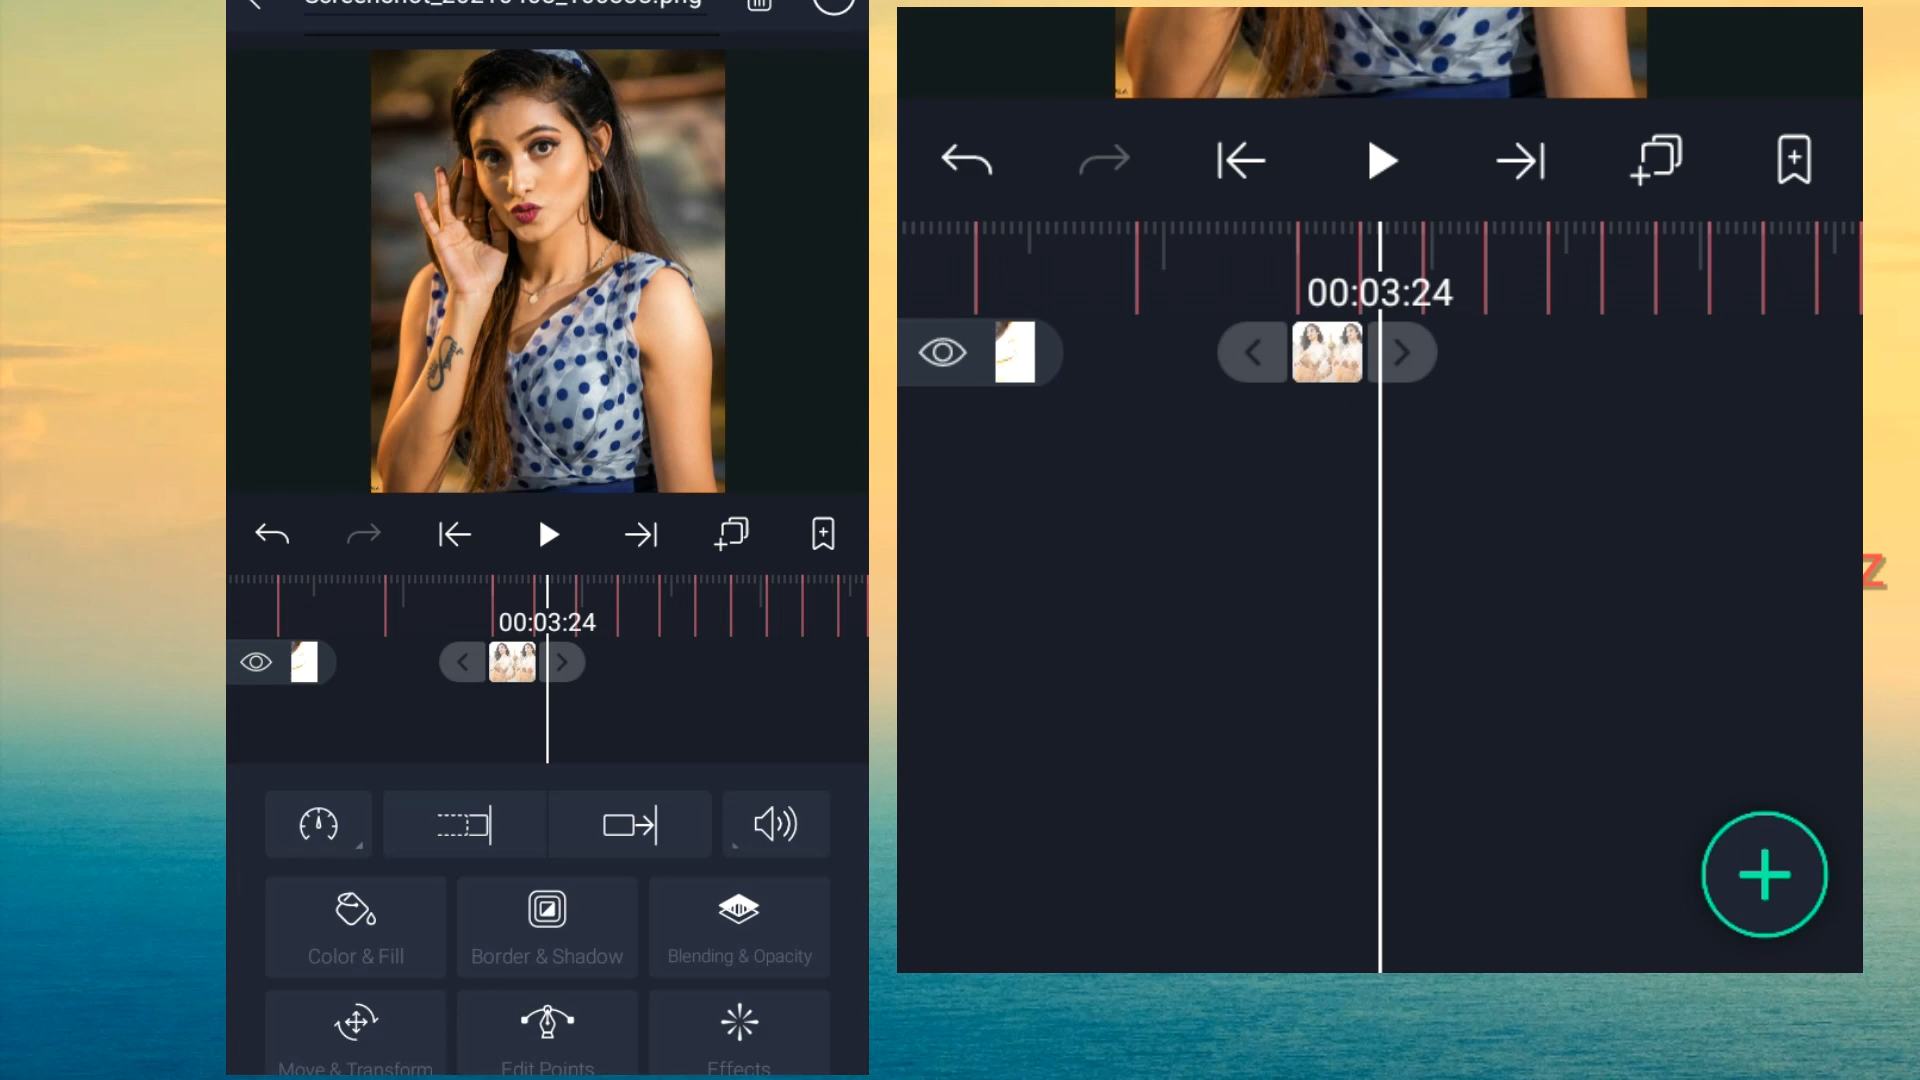 00:03:24
Color & Fill
Border & Shadow
Blending & Opacity
Move & Transform
Edit Points
Effects
00:03:24
Z